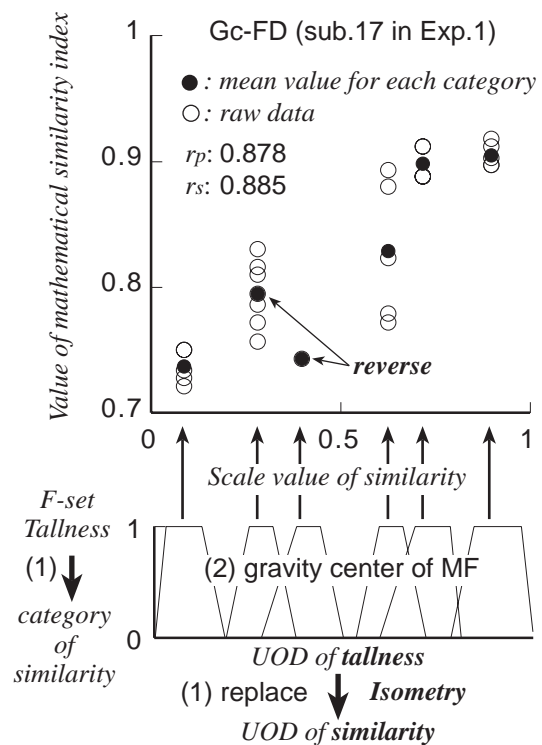 Gc-FD (sub.17 in Exp.1)
● : mean value for each category
○ : raw data
rp: 0.878
rs: 0.885
Value of mathematical similarity index
1
0.9
0.8
0.7
reverse
0
0.5
1
Scale value of similarity
F-set
Tallness
(1)
category
of
similarity
1
0
(2) gravity center of MF
UOD of tallness
(1) replace
Isometry
UOD of similarity